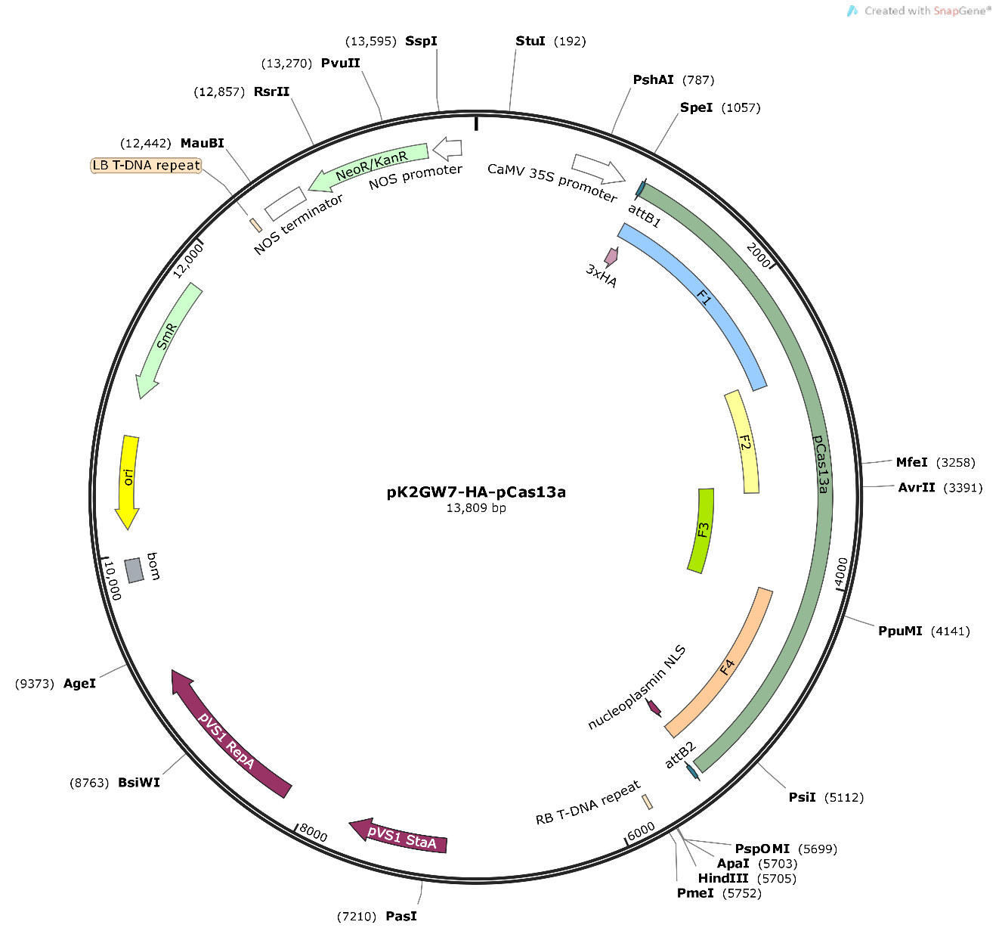 Created with SnapGene®
(13,595) SspI
StuI (192)
(13,270) PvuII
PshAI (787)
(12,857) RsrII
SpeI (1057)
(12,442) MauBI
LB T-DNA repeat
NeoR/KanR
NOS promoter
CaMV 35S promoter
NOS terminator
attB1
3xHA
12,000
2000
F1
SmR
F2
pCas13a
MfeI (3258)
ori
AvrII (3391)
pK2GW7-HA-pCas13a
13,809 bp
F3
bom
10,000
4000
PpuMI (4141)
F4
nucleoplasmin NLS
(9373) AgeI
pVS1 RepA
attB2
(8763) BsiWI
PsiI (5112)
RB T-DNA repeat
8000
pVS1 StaA
6000
PspOMI (5699)
ApaI (5703)
HindIII (5705)
PmeI (5752)
(7210) PasI